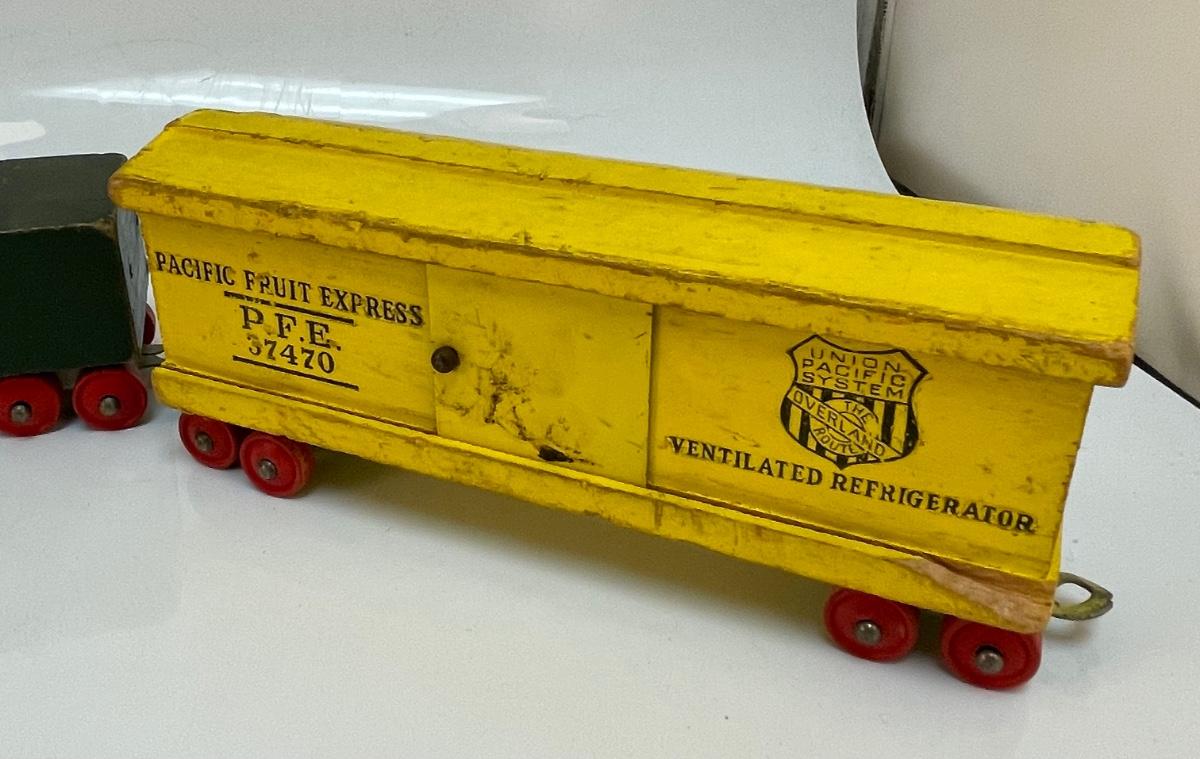 PACIFIC FRUIT EXPRESS
P.F.E.
37470
UNION
PACIFIC
SYSTEM
THE
OVERLAND
ROUTE
VENTILATED REFRIGERATOR